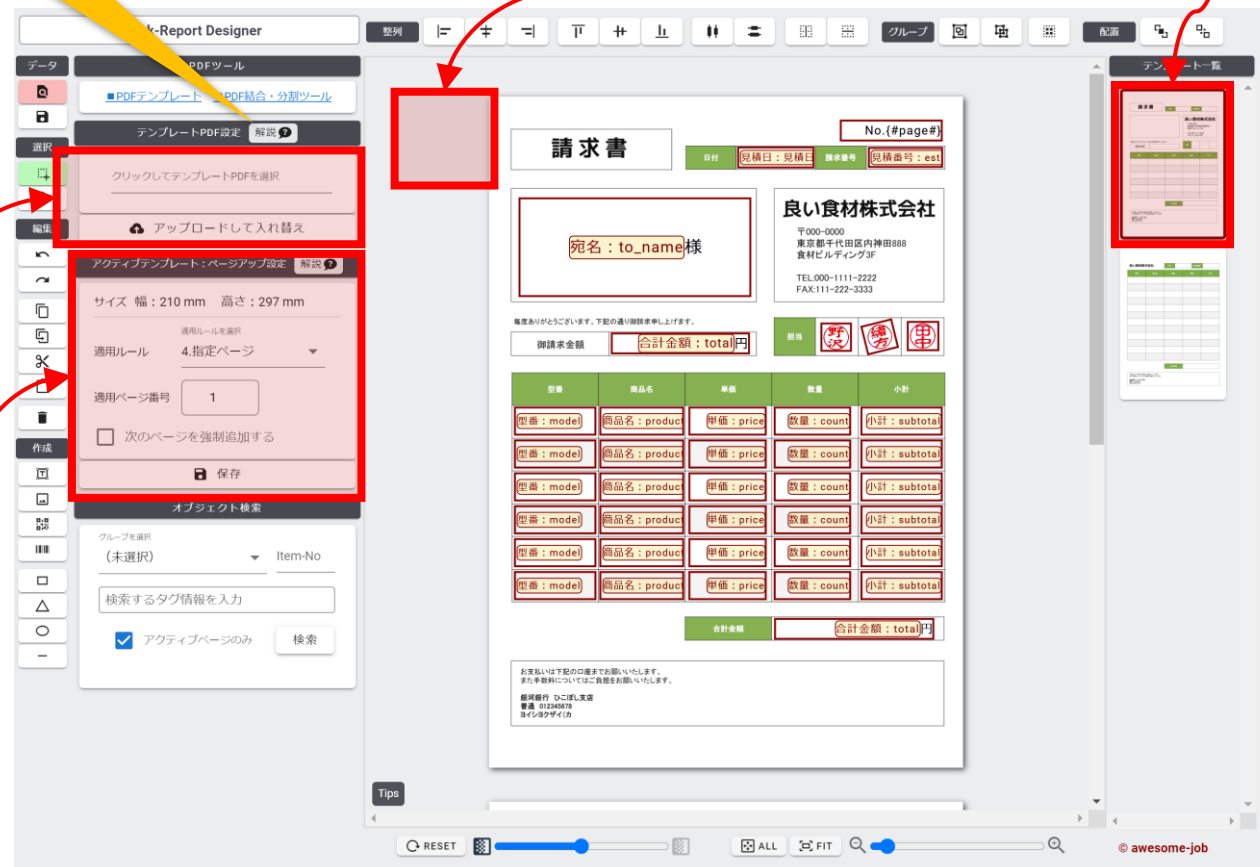 k-Report Designer
整列
グループ
配置
データ
PDFツール
■PDFテンプレート
PDF結合・分割ツール
テンプレートPDF設定 解説
選択
クリックしてテンプレートPDFを選択
アップロードして入れ替え
編集
アクティブテンプレート：ページアップ設定 解説
サイズ 幅：210 mm 高さ：297 mm
適用ルールを選択
適用ルール 4.指定ページ
適用ページ番号 1
次のページを強制追加する
保存
作成
オブジェクト検索
グループを選択
(未選択) Item-No
検索するタグ情報を入力
アクティブページのみ 検索
請求書
No.{#page#}
日付 見積日：見積日 請求番号 見積番号：est
宛名：to_name様
良い食材株式会社
〒000-0000
東京都千代田区内神田888
食材ビルディング3F
TEL:000-1111-2222
FAX:111-222-3333
毎度ありがとうございます。下記の通り御請求申し上げます。
御請求金額 合計金額：total円
担当 野沢 緒方 田中
型番 商品名 単価 数量 小計
型番：model 商品名：product 単価：price 数量：count 小計：subtotal
型番：model 商品名：product 単価：price 数量：count 小計：subtotal
型番：model 商品名：product 単価：price 数量：count 小計：subtotal
型番：model 商品名：product 単価：price 数量：count 小計：subtotal
型番：model 商品名：product 単価：price 数量：count 小計：subtotal
型番：model 商品名：product 単価：price 数量：count 小計：subtotal
合計金額 合計金額：total円
お支払いは下記の口座までお願いいたします。
また手数料についてはご負担をお願いいたします。
銀河銀行 ひこぼし支店
普通 012345678
ヨイシヨクザイ(カ
Tips
RESET
ALL
FIT
テンプレート一覧
請求書
良い食材株式会社
良い食材株式会社
© awesome-job